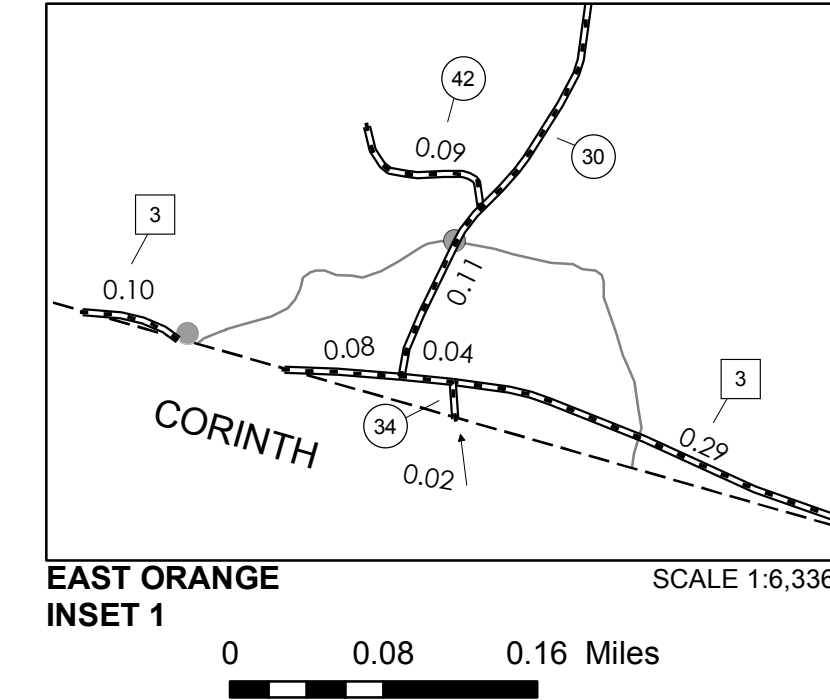 42
0.09
30
3
0.10
0.11
0.08
0.04
3
34
0.29
CORINTH
0.02
EAST ORANGE
SCALE 1:6,336
INSET 1
0 0.08 0.16 Miles